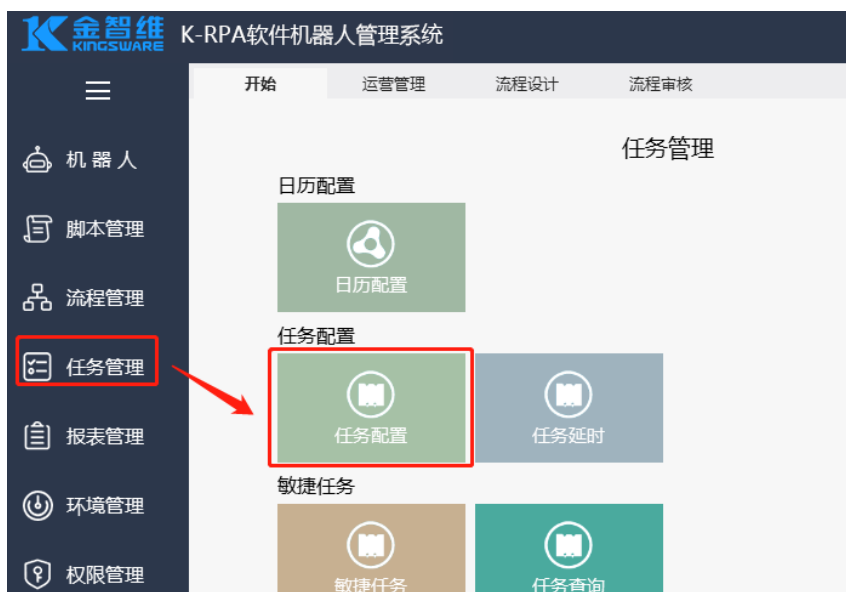 金智维 KINGSWARE K-RPA软件机器人管理系统
开始 运营管理 流程设计 流程审核
机器人
脚本管理
流程管理
任务管理
报表管理
环境管理
权限管理
任务管理
日历配置
日历配置
任务配置
任务配置 任务延时
敏捷任务
敏捷任务 任务查询